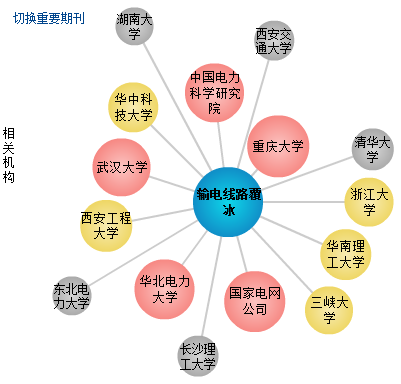 切换重要期刊
湖南大
学
西安交
通大学
中国电力
科学研究
院
华中科
技大学
重庆大学
相
关
机
构
清华大
学
武汉大学
输电线路覆
冰
浙江大
学
西安工程
大学
华南理
工大学
东北电
力大学
华北电力
大学
国家电网
公司
三峡大
学
长沙理
工大学